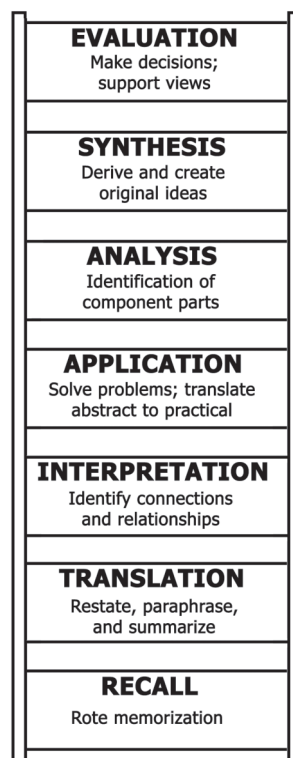 EVALUATION
Make decisions;
support views
SYNTHESIS
Derive and create
original ideas
ANALYSIS
Identification of
component parts
APPLICATION
Solve problems; translate
abstract to practical
INTERPRETATION
Identify connections
and relationships
TRANSLATION
Restate, paraphrase,
and summarize
RECALL
Rote memorization